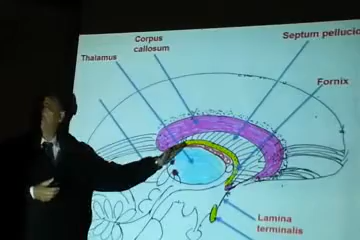 Corpus
callosum
Septum pellucid
Thalamus
Fornix
Lamina
terminalis